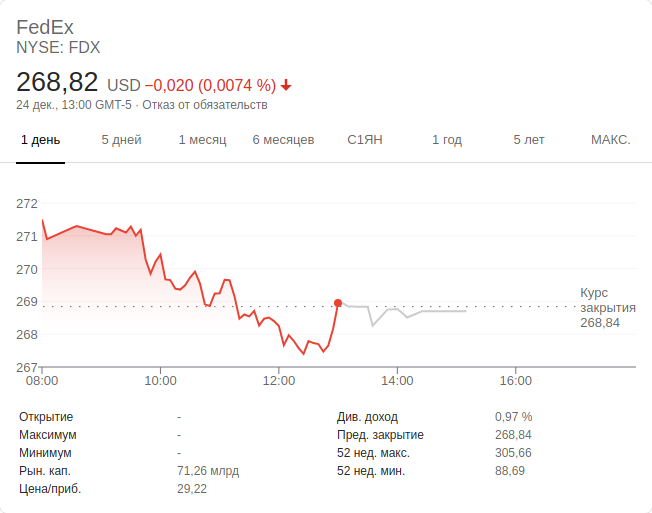 FedEx
NYSE: FDX
268,82 USD −0,020 (0,0074 %)
24 дек., 13:00 GMT-5 · Отказ от обязательств
1 день 5 дней 1 месяц 6 месяцев С1ЯН 1 год 5 лет МАКС.
272
271
270
269
268
267
Курс
закрытия
268,84
08:00 10:00 12:00 14:00 16:00
Открытие - Див. доход 0,97 %
Максимум - Пред. закрытие 268,84
Минимум - 52 нед. макс. 305,66
Рын. кап. 71,26 млрд 52 нед. мин. 88,69
Цена/приб. 29,22